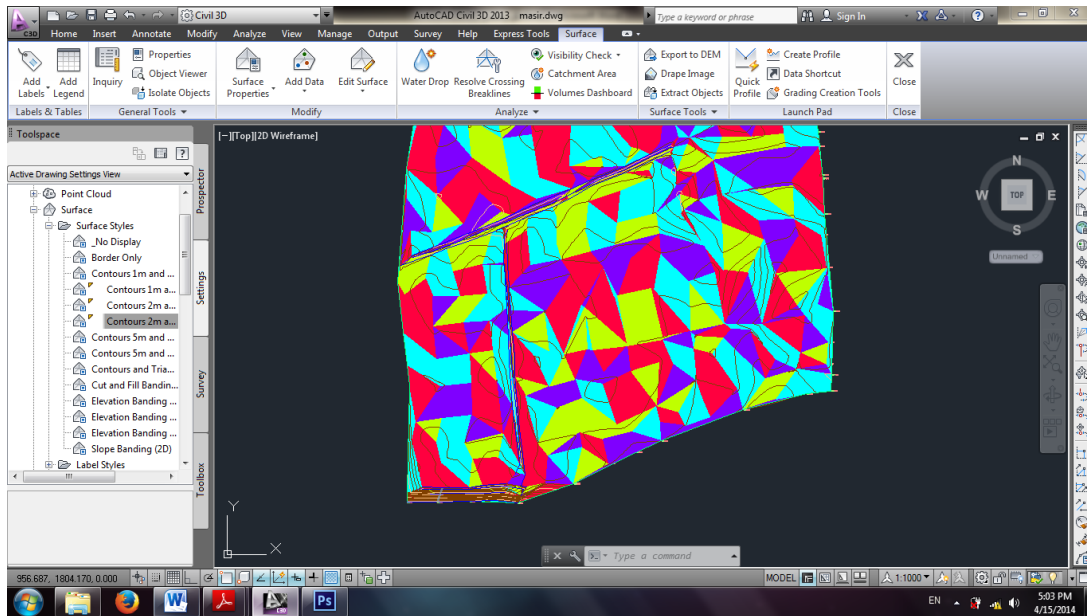 Civil 3D
AutoCAD Civil 3D 2013 masir.dwg
Type a keyword or phrase
Sign In
C3D
Home Insert Annotate Modify Analyze View Manage Output Survey Help Express Tools Surface
Add Labels
Add Legend
Labels & Tables
Inquiry
Properties
Object Viewer
Isolate Objects
General Tools
Surface Properties
Add Data
Edit Surface
Modify
Water Drop
Resolve Crossing Breaklines
Visibility Check
Catchment Area
Volumes Dashboard
Analyze
Export to DEM
Drape Image
Extract Objects
Surface Tools
Quick Profile
Create Profile
Data Shortcut
Grading Creation Tools
Launch Pad
Close
Close
Toolspace
Active Drawing Settings View
Point Cloud
Surface
Surface Styles
_No Display
Border Only
Contours 1m and ...
Contours 1m a...
Contours 2m a...
Contours 2m a...
Contours 5m and ...
Contours 5m and ...
Contours and Tria...
Cut and Fill Bandin...
Elevation Banding ...
Elevation Banding ...
Elevation Banding ...
Slope Banding (2D)
Label Styles
Prospector
Settings
Survey
Toolbox
[−][Top][2D Wireframe]
N
W TOP E
S
Unnamed
Y
X
Type a command
956.687, 1804.170, 0.000
MODEL
1:1000
Ps
EN
5:03 PM
4/15/2014